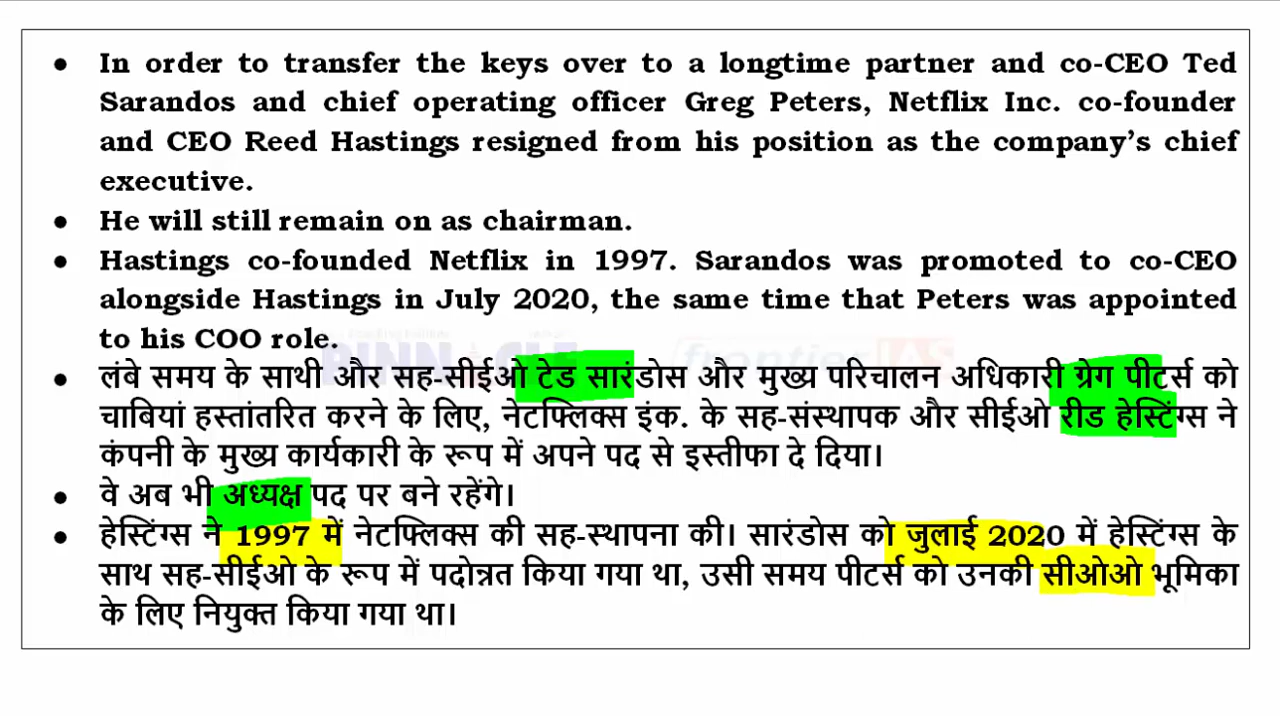 • In order to transfer the keys over to a longtime partner and co-CEO Ted
Sarandos and chief operating officer Greg Peters, Netflix Inc. co-founder
and CEO Reed Hastings resigned from his position as the company’s chief
executive.
• He will still remain on as chairman.
• Hastings co-founded Netflix in 1997. Sarandos was promoted to co-CEO
alongside Hastings in July 2020, the same time that Peters was appointed
to his COO role.
• लंबे समय के साथी और सह-सीईओ टेड सारंडोस और मुख्य परिचालन अधिकारी ग्रेग पीटर्स को
चाबियां हस्तांतरित करने के लिए, नेटफ्लिक्स इंक. के सह-संस्थापक और सीईओ रीड हेस्टिंग्स ने
कंपनी के मुख्य कार्यकारी के रूप में अपने पद से इस्तीफा दे दिया।
• वे अब भी अध्यक्ष पद पर बने रहेंगे।
• हेस्टिंग्स ने 1997 में नेटफ्लिक्स की सह-स्थापना की। सारंडोस को जुलाई 2020 में हेस्टिंग्स के
साथ सह-सीईओ के रूप में पदोन्नत किया गया था, उसी समय पीटर्स को उनकी सीओओ भूमिका
के लिए नियुक्त किया गया था।